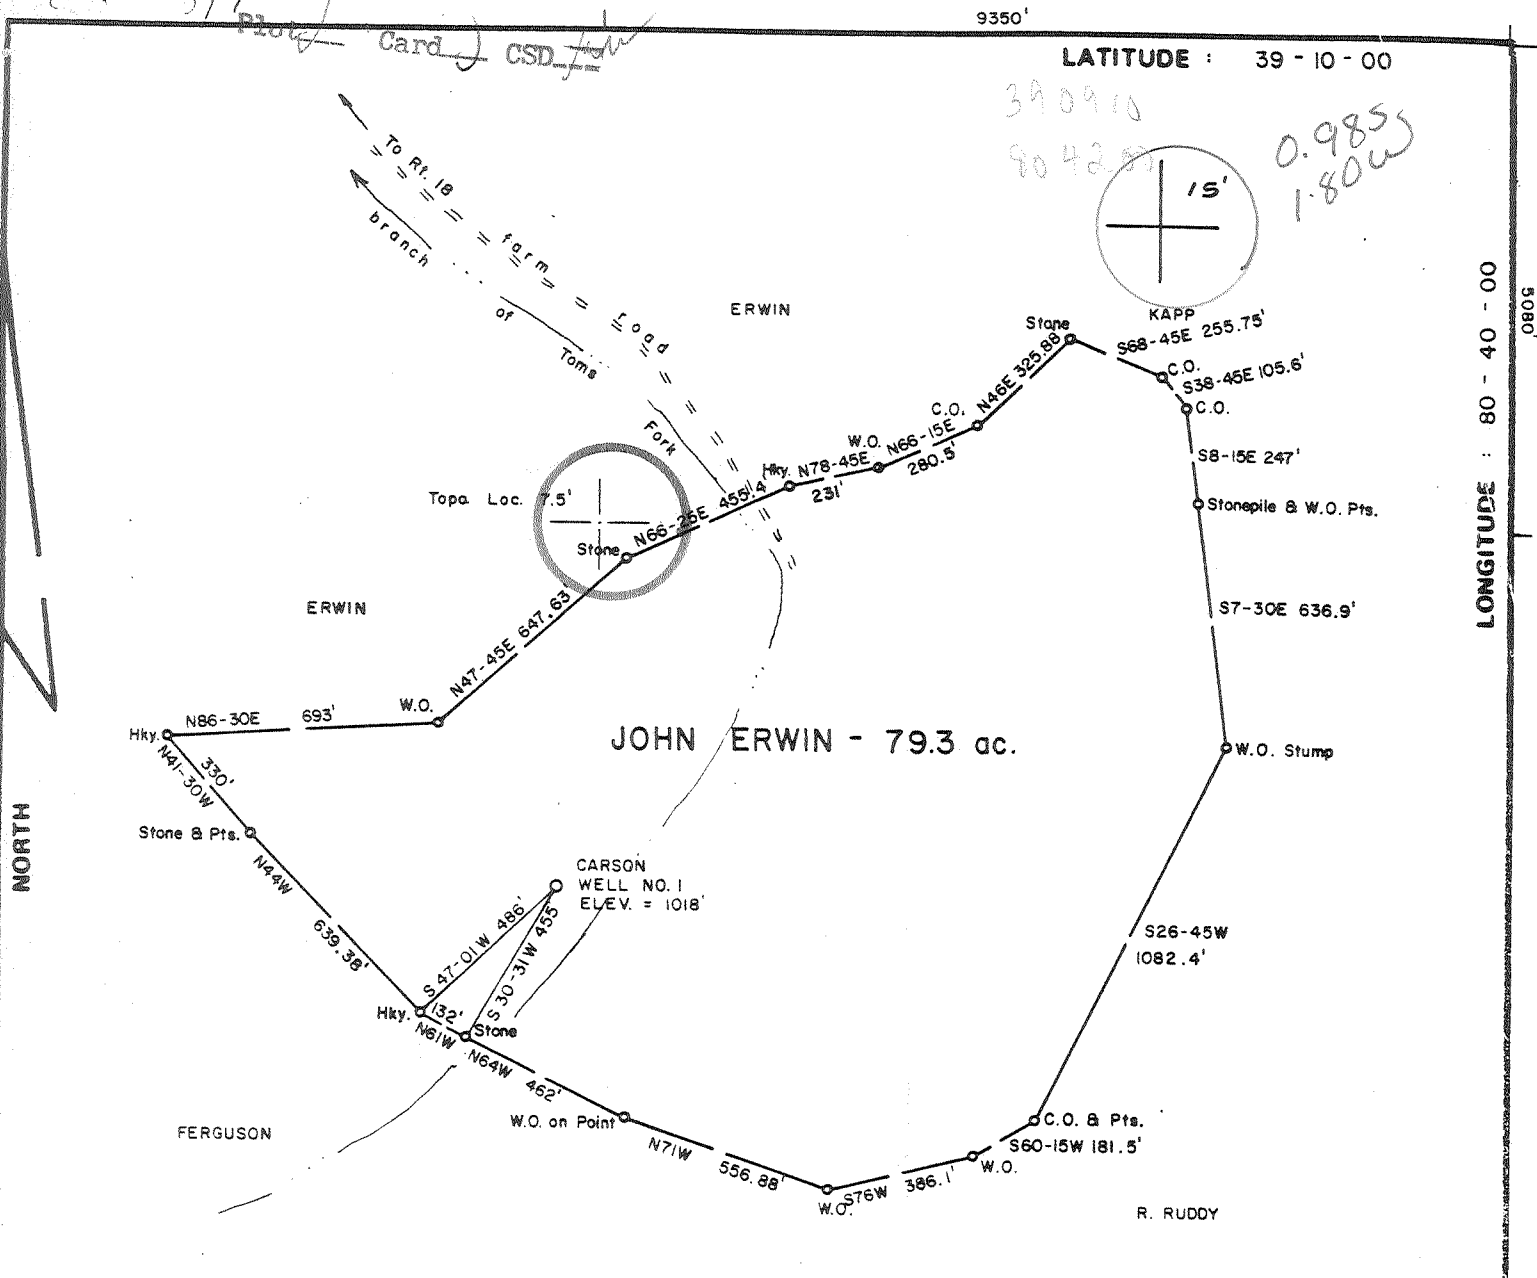 9350'
Plot Card CSD
LATITUDE : 39 - 10 - 00
390910
0.98S
1.80W
15'
To Rt. 18
farm road
branch of Toms Fork
LONGITUDE : 80 - 40 - 00
5080'
ERWIN
KAPP
Stone
S68-45E 255.75'
C.O.
S38-45E 105.6'
C.O.
N46E 325.88
C.O.
N66-15E
280.5'
W.O.
N78-45E
231'
Hky.
S8-15E 247'
Stonepile & W.O. Pts.
Topo Loc. 7.5'
N66-25E 455.4'
Stone
S7-30E 636.9'
ERWIN
N47-45E 647.63'
W.O.
N86-30E 693'
Hky.
JOHN ERWIN - 79.3 ac.
W.O. Stump
N41-30W
330'
Stone & Pts.
NORTH
N44W
639.38'
CARSON
WELL NO. 1
ELEV. = 1018'
S 47-01W 486'
S 30-31W 455'
S26-45W
1082.4'
Hky.
132'
N61W
Stone
N64W 462'
W.O. on Point
C.O. & Pts.
S60-15W 181.5'
W.O.
FERGUSON
N71W 556.88'
S76W 386.1'
W.O.
R. RUDDY